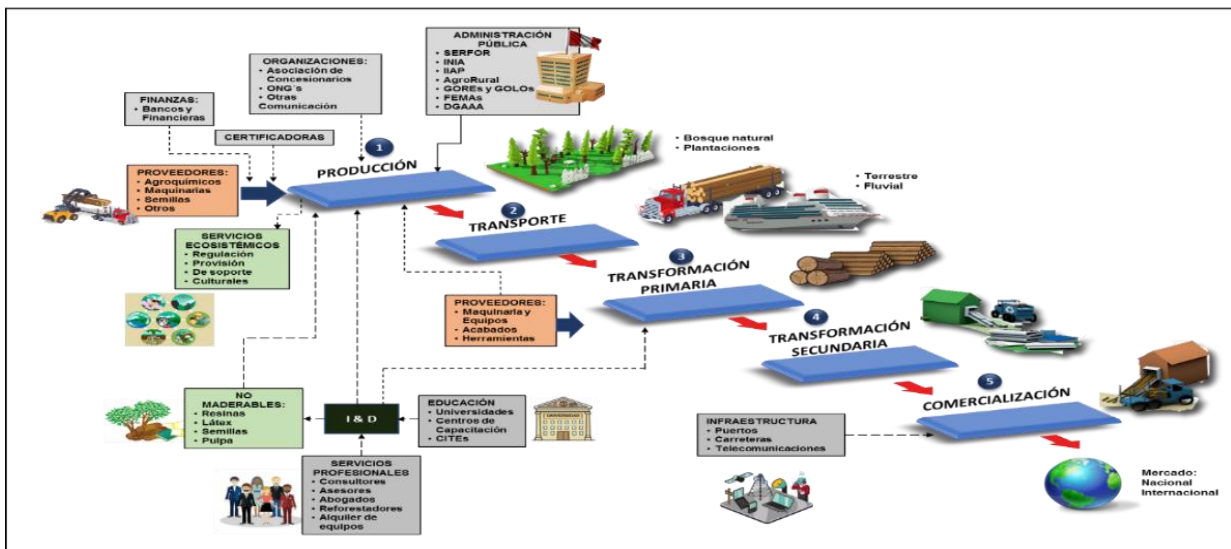 ADMINISTRACIÓN
PÚBLICA
• SERFOR
• INIA
• IIAP
• AgroRural
• GOREs y GOLOs
• FEMAs
• DGAAA
ORGANIZACIONES:
• Asociación de
Concesionarios
• ONG´s
• Otras
Comunicación
FINANZAS:
• Bancos y
Financieras
CERTIFICADORAS
1
PRODUCCIÓN
• Bosque natural
• Plantaciones
PROVEEDORES:
• Agroquímicos
• Maquinarias
• Semillas
• Otros
• Terrestre
• Fluvial
2
TRANSPORTE
SERVICIOS
ECOSISTÉMICOS
• Regulación
• Provisión
• De soporte
• Culturales
3
TRANSFORMACIÓN
PRIMARIA
PROVEEDORES:
• Maquinaria y
Equipos
• Acabados
• Herramientas
4
TRANSFORMACIÓN
SECUNDARIA
5
COMERCIALIZACIÓN
NO
MADERABLES:
• Resinas
• Látex
• Semillas
• Pulpa
I & D
EDUCACIÓN
• Universidades
• Centros de
Capacitación
• CITEs
UNIVERSIDAD
INFRAESTRUCTURA
• Puertos
• Carreteras
• Telecomunicaciones
SERVICIOS
PROFESIONALES
• Consultores
• Asesores
• Abogados
• Reforestadores
• Alquiler de
equipos
Mercado:
Nacional
Internacional